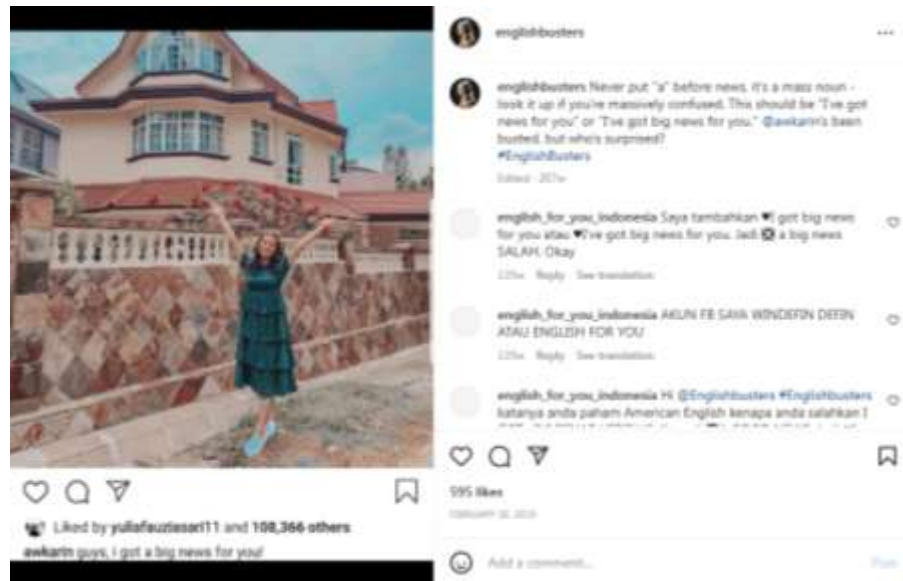 Liked by yuliafauziasari11 and 108,366 others
awkarin guys, i got a big news for you!
englishbusters
englishbusters Never put "a" before news. It's a mass noun -
look it up if you're massively confused. This should be "I've got
news for you" or "I've got big news for you." @awkarin's been
busted, but who's surprised?
#EnglishBusters
Edited · 207w
english_for_you_indonesia Saya tambahkan I got big news
for you atau I've got big news for you. Jadi a big news
SALAH. Okay
Reply See translation
english_for_you_indonesia AKUN FB SAYA WINDEFIN DEFIN
ATAU ENGLISH FOR YOU
Reply See translation
english_for_you_indonesia Hi @Englishbusters #Englishbusters
katanya anda paham American English kenapa anda salahkan I
595 likes
FEBRUARY
Add a comment...
Post